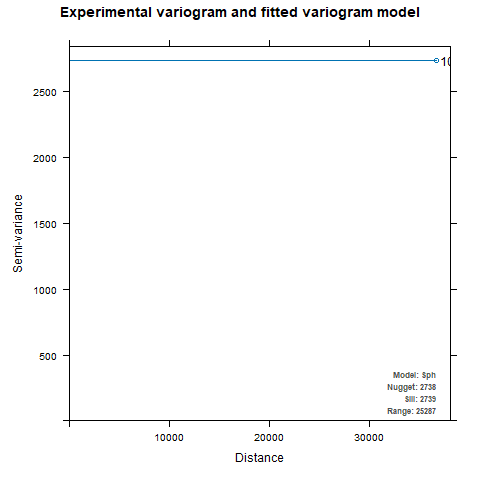 Experimental variogram and fitted variogram model
10
2500
2000
1500
1000
500
Semi-variance
Model: Sph
Nugget: 2738
Sill: 2739
Range: 25287
10000
20000
30000
Distance